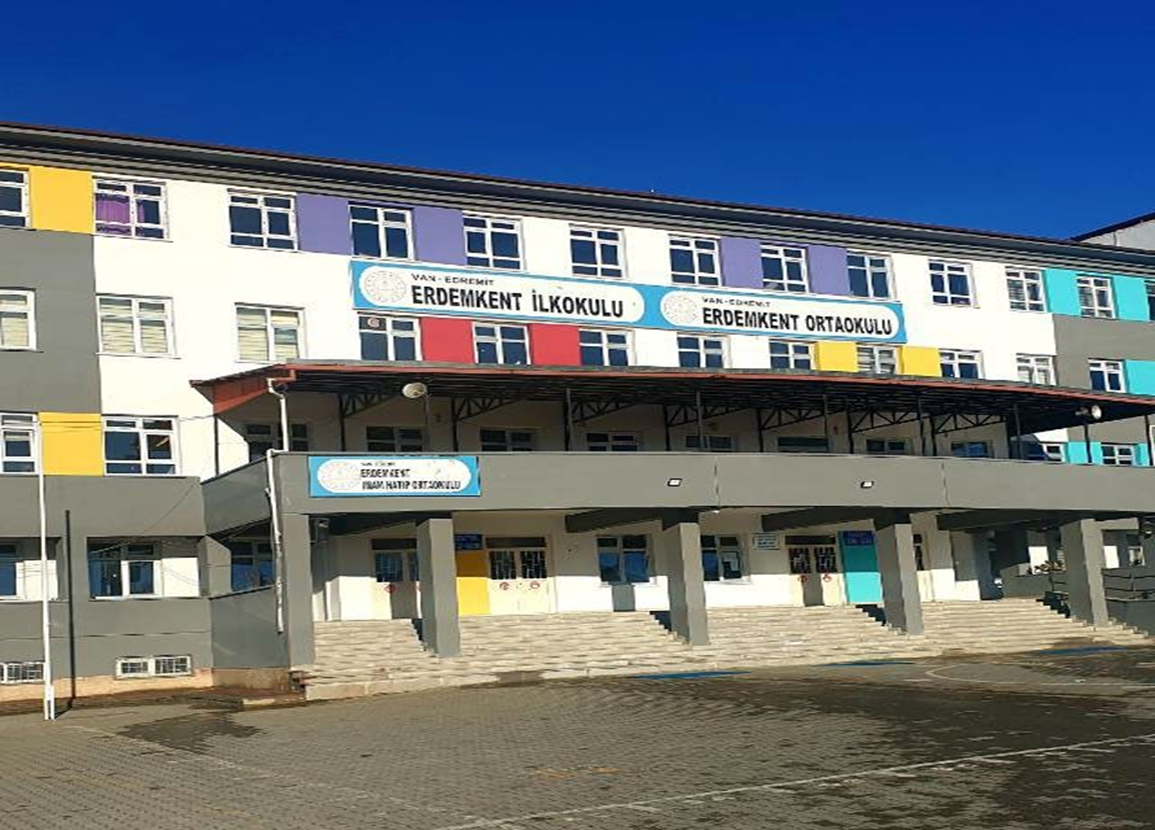 VAN - EDREMİT
ERDEMKENT İLKOKULU
VAN - EDREMİT
ERDEMKENT ORTAOKULU
ERDEMKENT
İMAM HATİP ORTAOKULU